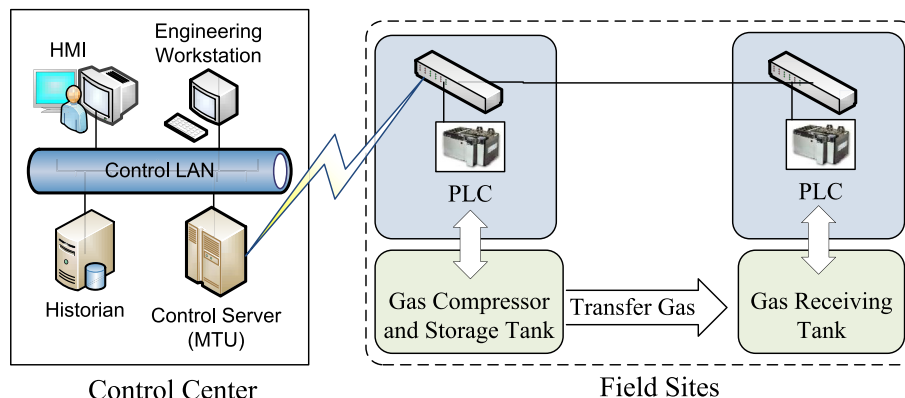 HMI
Engineering
Workstation
Control LAN
Historian
Control Server
(MTU)
Control Center
PLC
PLC
Gas Compressor
and Storage Tank
Transfer Gas
Gas Receiving
Tank
Field Sites